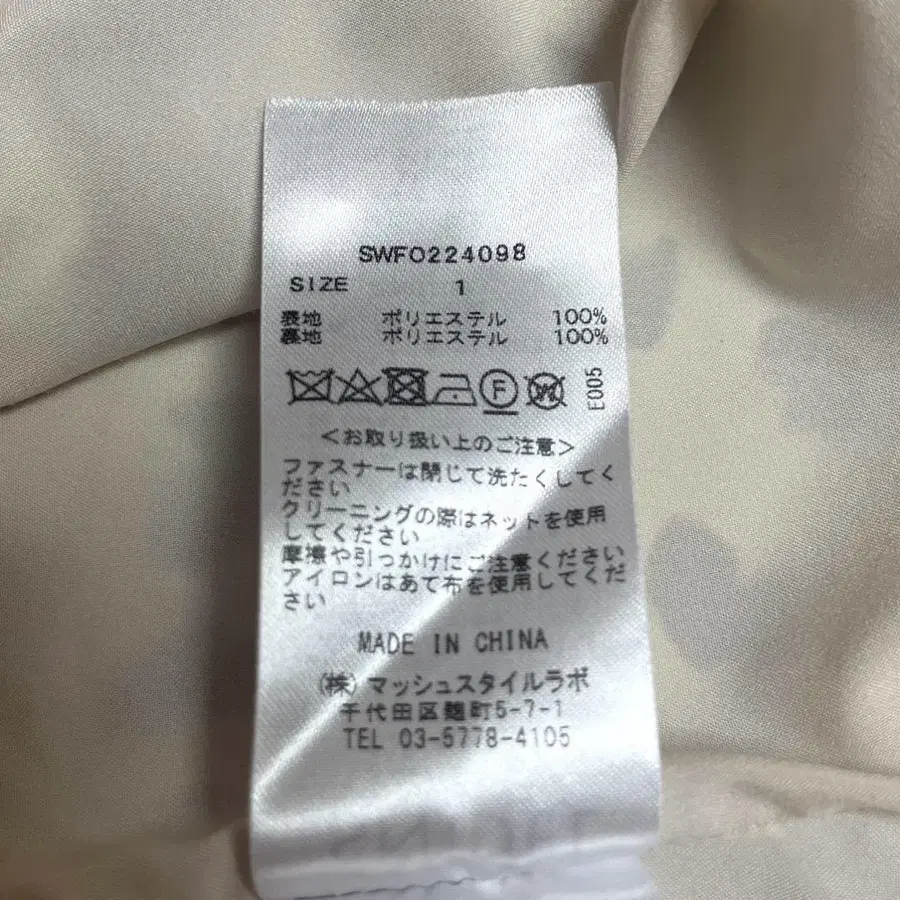 SWFO224098
SIZE 1
表地 ポリエステル 100%
裏地 ポリエステル 100%
F W E005
<お取り扱い上のご注意>
ファスナーは閉じて洗たくしてく
ださい
クリーニングの際はネットを使用
してください
摩擦や引っかけにご注意ください
アイロンはあて布を使用してくだ
さい
MADE IN CHINA
(株)マッシュスタイルラボ
千代田区麹町5-7-1
TEL 03-5778-4105